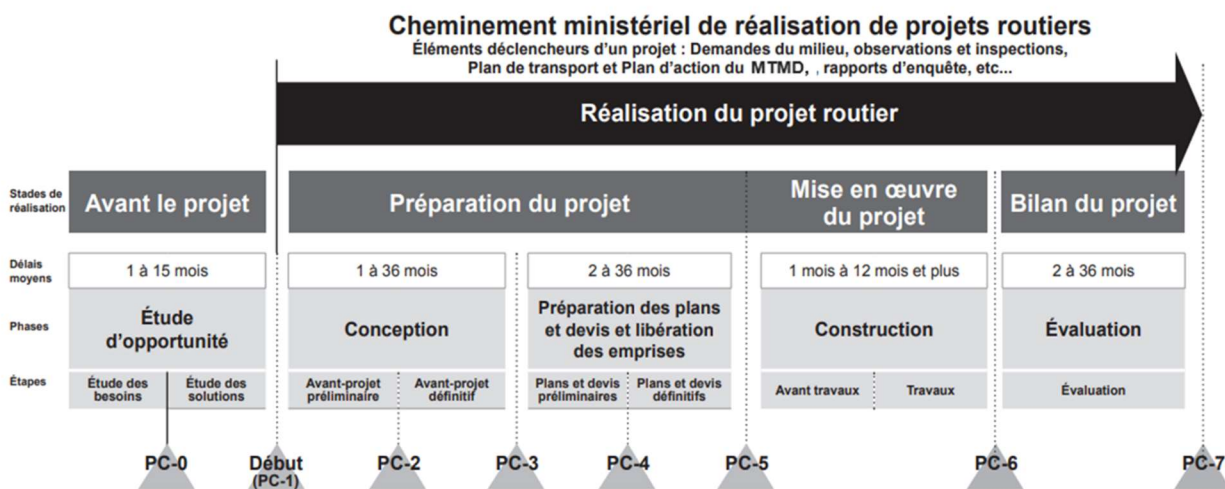 Cheminement ministériel de réalisation de projets routiers
Éléments déclencheurs d'un projet : Demandes du milieu, observations et inspections,
Plan de transport et Plan d'action du MTMD, , rapports d'enquête, etc...
Réalisation du projet routier
Stades de
réalisation
Avant le projet
Préparation du projet
Mise en œuvre
du projet
Bilan du projet
Délais
moyens
1 à 15 mois
1 à 36 mois
2 à 36 mois
1 mois à 12 mois et plus
2 à 36 mois
Phases
Étude
d'opportunité
Conception
Préparation des plans
et devis et libération
des emprises
Construction
Évaluation
Étapes
Étude des
besoins
Étude des
solutions
Avant-projet
préliminaire
Avant-projet
définitif
Plans et devis
préliminaires
Plans et devis
définitifs
Avant travaux
Travaux
Évaluation
PC-0
Début
(PC-1)
PC-2
PC-3
PC-4
PC-5
PC-6
PC-7